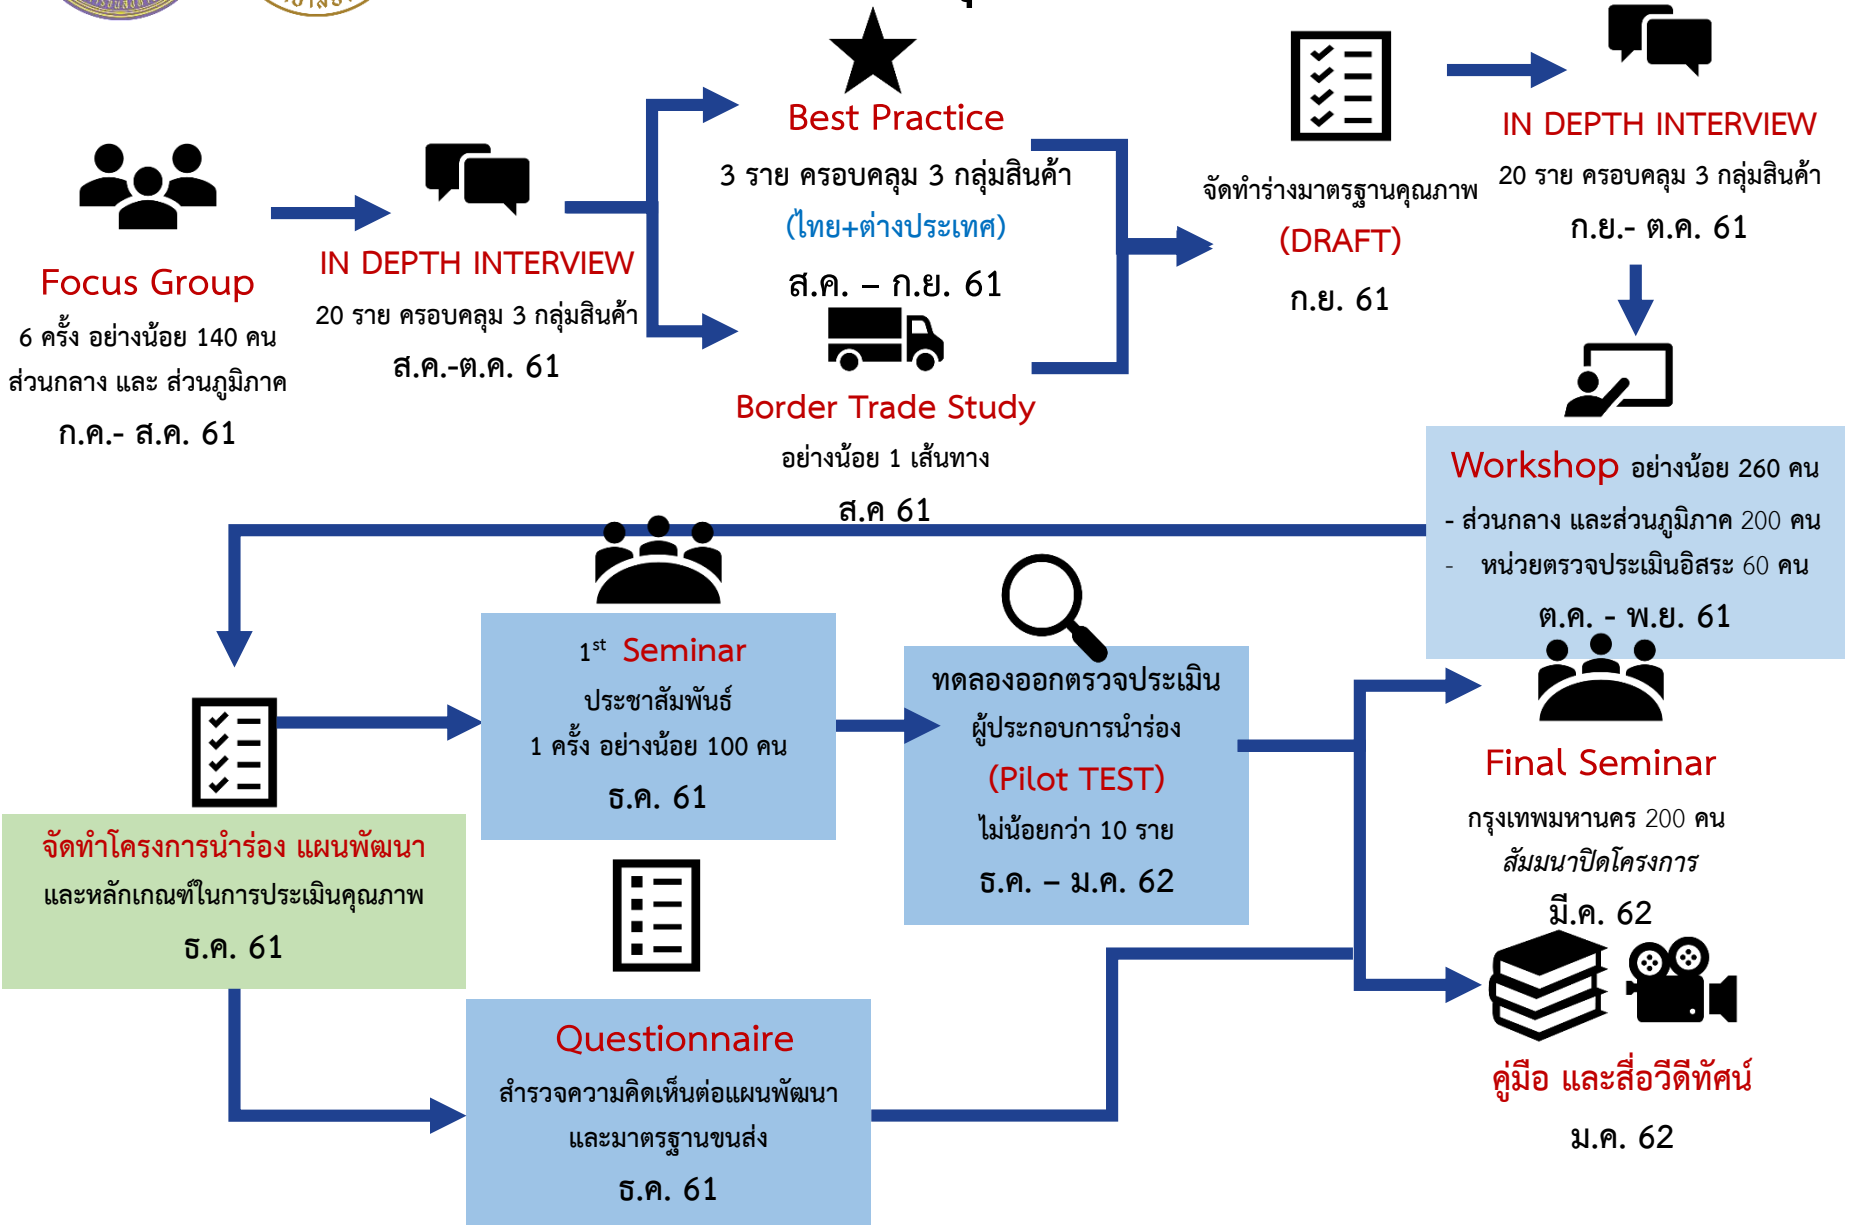 Focus Group
6 ครั้ง อย่างน้อย 140 คน
ส่วนกลาง และ ส่วนภูมิภาค
ก.ค.- ส.ค. 61
IN DEPTH INTERVIEW
20 ราย ครอบคลุม 3 กลุ่มสินค้า
ส.ค.-ต.ค. 61
Best Practice
3 ราย ครอบคลุม 3 กลุ่มสินค้า
(ไทย+ต่างประเทศ)
ส.ค. – ก.ย. 61
Border Trade Study
อย่างน้อย 1 เส้นทาง
ส.ค 61
จัดทำร่างมาตรฐานคุณภาพ
(DRAFT)
ก.ย. 61
IN DEPTH INTERVIEW
20 ราย ครอบคลุม 3 กลุ่มสินค้า
ก.ย.- ต.ค. 61
Workshop อย่างน้อย 260 คน
- ส่วนกลาง และส่วนภูมิภาค 200 คน
- หน่วยตรวจประเมินอิสระ 60 คน
ต.ค. - พ.ย. 61
จัดทำโครงการนำร่อง แผนพัฒนา
และหลักเกณฑ์ในการประเมินคุณภาพ
ธ.ค. 61
1st Seminar
ประชาสัมพันธ์
1 ครั้ง อย่างน้อย 100 คน
ธ.ค. 61
Questionnaire
สำรวจความคิดเห็นต่อแผนพัฒนา
และมาตรฐานขนส่ง
ธ.ค. 61
ทดลองออกตรวจประเมิน
ผู้ประกอบการนำร่อง
(Pilot TEST)
ไม่น้อยกว่า 10 ราย
ธ.ค. – ม.ค. 62
Final Seminar
กรุงเทพมหานคร 200 คน
สัมมนาปิดโครงการ
มี.ค. 62
คู่มือ และสื่อวีดีทัศน์
ม.ค. 62